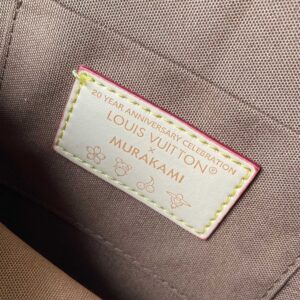 20 YEAR ANNIVERSARY CELEBRATION
LOUIS VUITTON®
×
MURAKAMI